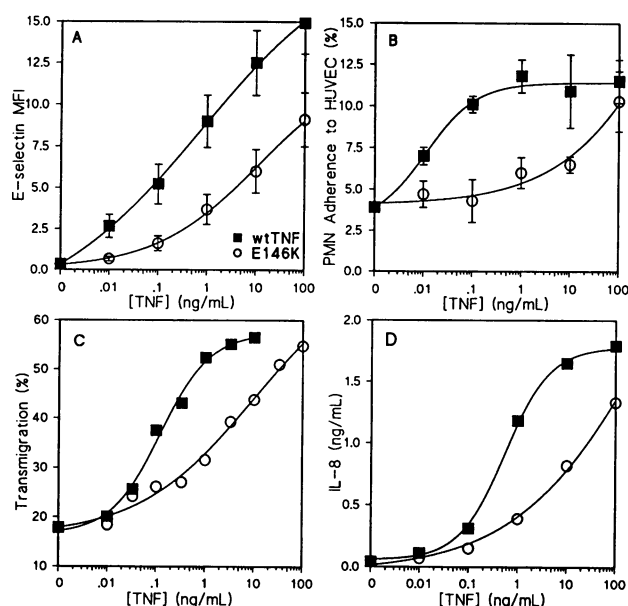 A
E-selectin MFI
15.0
12.5
10.0
7.5
5.0
2.5
0.0
wtTNF
E146K
0 .01 .1 1 10 100
[TNF] (ng/mL)
B
PMN Adherence to HUVEC (%)
15.0
12.5
10.0
7.5
5.0
2.5
0.0
0 .01 .1 1 10 100
[TNF] (ng/mL)
C
Transmigration (%)
60
50
40
30
20
10
0 .01 .1 1 10 100
[TNF] (ng/mL)
D
IL-8 (ng/mL)
2.0
1.5
1.0
0.5
0.0
0 0.01 0.1 1 10 100
[TNF] (ng/mL)